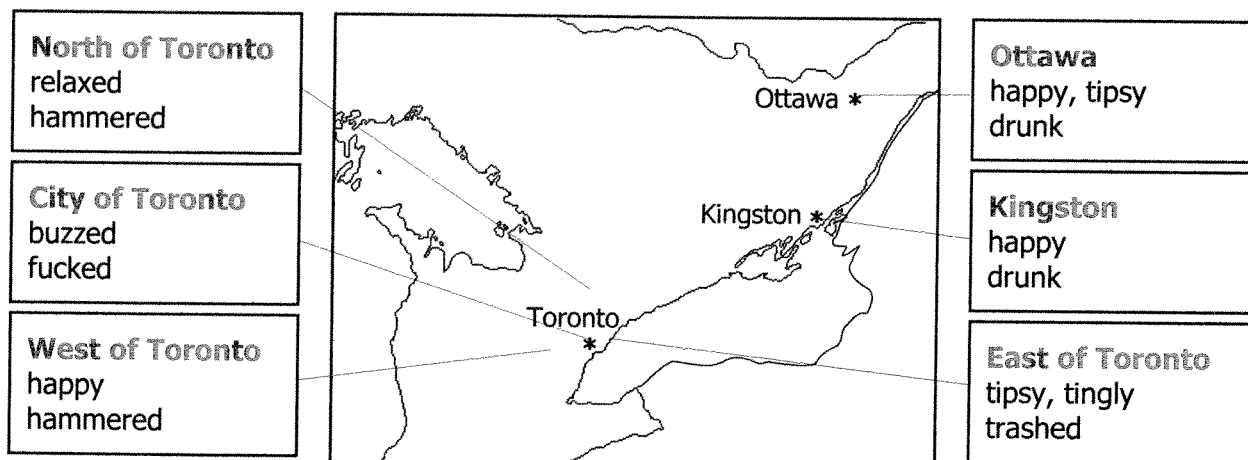 North of Toronto
relaxed
hammered
City of Toronto
buzzed
fucked
West of Toronto
happy
hammered
Ottawa *
Kingston *
Toronto
*
Ottawa
happy, tipsy
drunk
Kingston
happy
drunk
East of Toronto
tipsy, tingly
trashed